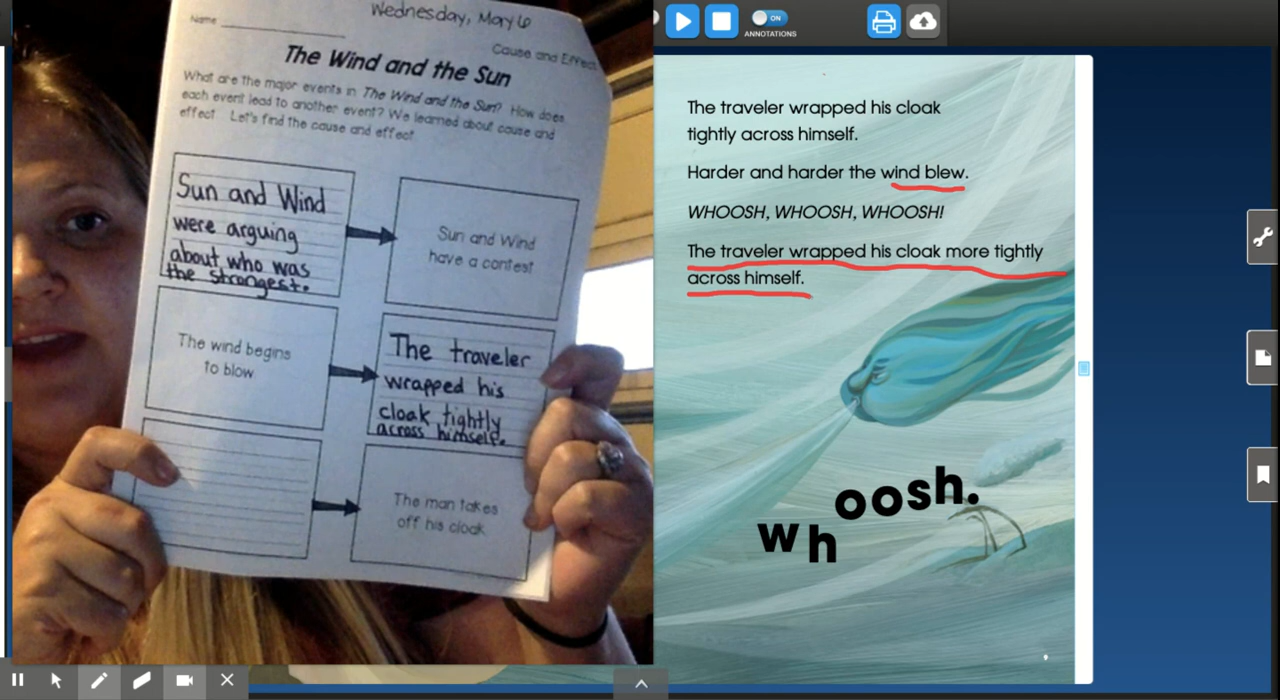 Wednesday, May 6
Name
Cause and Effect
The Wind and the Sun
What are the major events in The Wind and the Sun? How does
each event lead to another event? We learned about cause and
effect. Let's find the cause and effect
Sun and Wind
were arguing
about who was
the strongest.
Sun and Wind
have a contest
The wind begins
to blow
The traveler
wrapped his
cloak tightly
across himself.
The man takes
off his cloak
ON
ANNOTATIONS
The traveler wrapped his cloak
tightly across himself.
Harder and harder the wind blew.
WHOOSH, WHOOSH, WHOOSH!
The traveler wrapped his cloak more tightly
across himself.
whoosh.